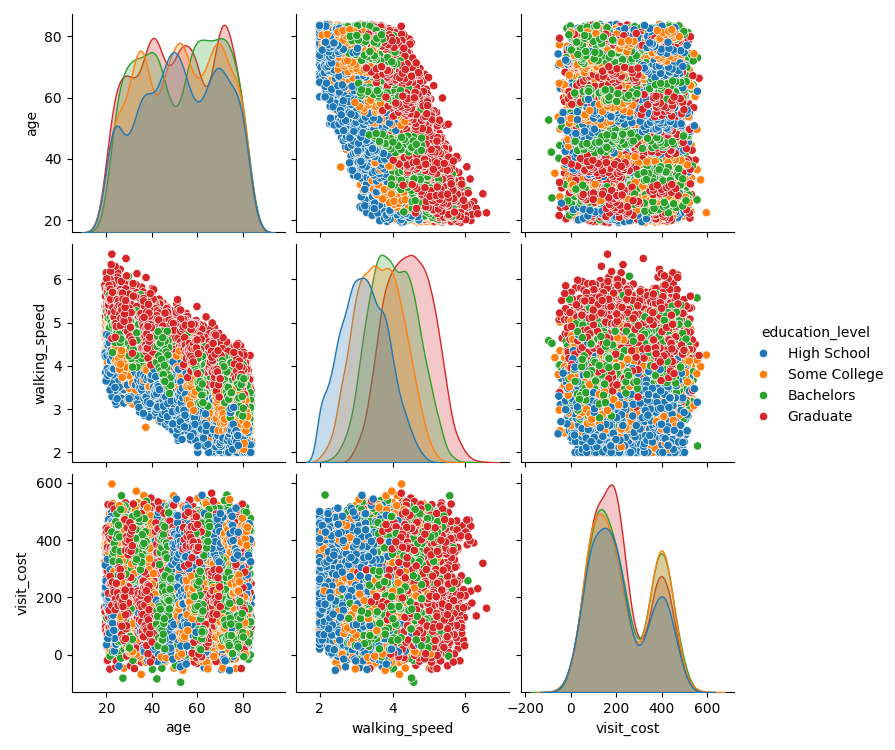 age
80
60
40
20
walking_speed
6
5
4
3
2
education_level
High School
Some College
Bachelors
Graduate
visit_cost
600
400
200
0
20 40 60 80
age
2 4 6
walking_speed
−200 0 200 400 600
visit_cost